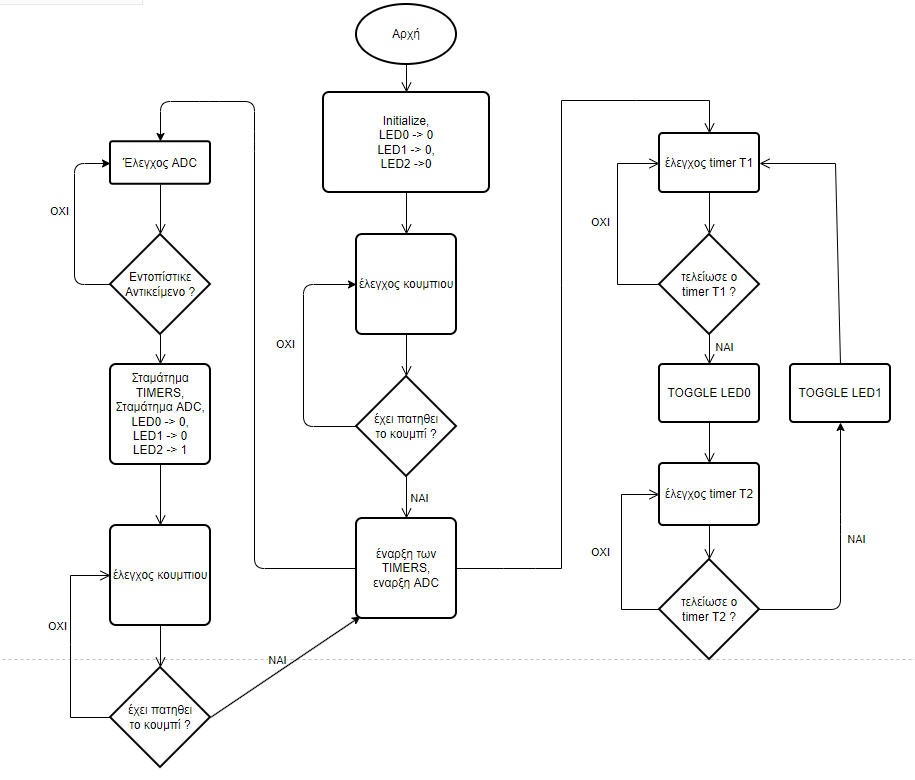 Αρχή
Initialize,
LED0 -> 0
LED1 -> 0,
LED2 ->0
έλεγχος κουμπιου
ΟΧΙ
έχει πατηθει
το κουμπί ?
ΝΑΙ
έναρξη των
TIMERS,
εναρξη ADC
Έλεγχος ADC
ΟΧΙ
Εντοπίστικε
Αντικείμενο ?
Σταμάτημα
TIMERS,
Σταμάτημα ADC,
LED0 -> 0,
LED1 -> 0
LED2 -> 1
έλεγχος κουμπιου
ΟΧΙ
έχει πατηθει
το κουμπί ?
ΝΑΙ
έλεγχος timer T1
ΟΧΙ
τελείωσε ο
timer T1 ?
ΝΑΙ
TOGGLE LED0
TOGGLE LED1
έλεγχος timer T2
ΟΧΙ
τελείωσε ο
timer T2 ?
ΝΑΙ